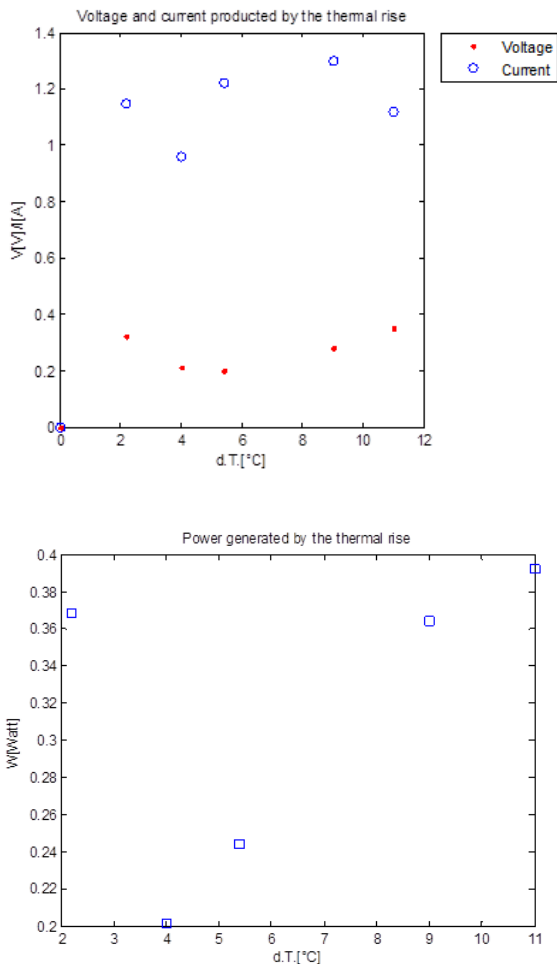 Voltage and current producted by the thermal rise
1.4
1.2
1
0.8
0.6
0.4
0.2
0
V[V]/I[A]
0 2 4 6 8 10 12
d.T.[°C]
Voltage
Current
Power generated by the thermal rise
0.4
0.38
0.36
0.34
0.32
0.3
0.28
0.26
0.24
0.22
0.2
W[Watt]
2 3 4 5 6 7 8 9 10 11
d.T.[°C]